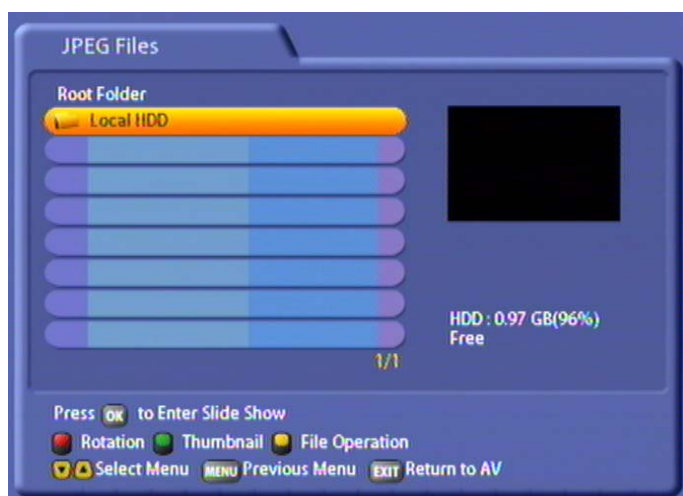 JPEG Files
Root Folder
Local HDD
HDD : 0.97 GB(96%)
Free
1/1
Press OK to Enter Slide Show
Rotation Thumbnail File Operation
Select Menu MENU Previous Menu EXIT Return to AV